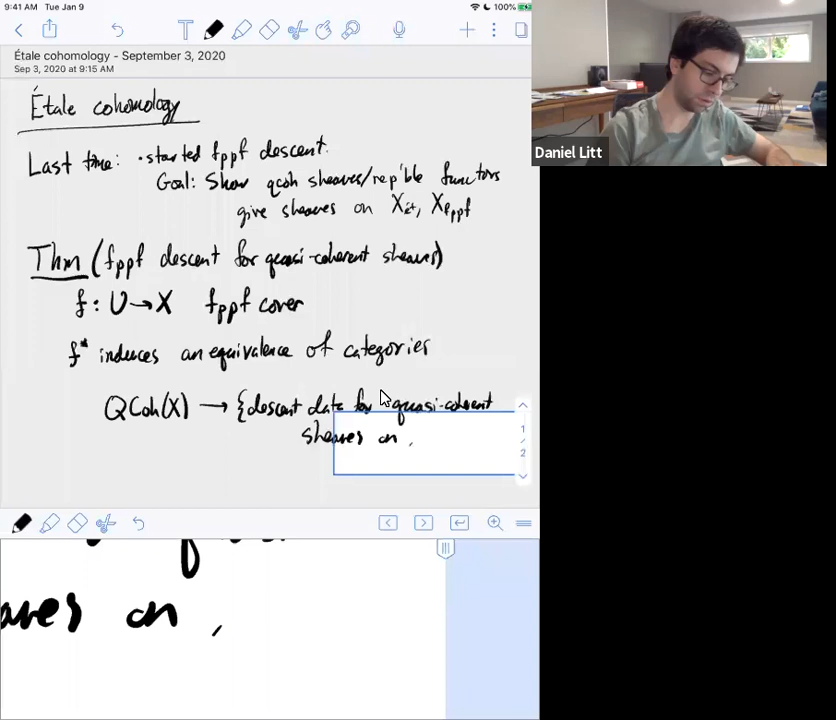 9:41 AM Tue Jan 9
100%
Étale cohomology - September 3, 2020
Sep 3, 2020 at 9:15 AM
Étale cohomology
Last time: · started fppf descent.
Goal: Show qcoh sheaves/rep'ble functors
give sheaves on X_ét, X_fppf
Thm (fppf descent for quasi-coherent sheaves)
f: U → X fppf cover
f* induces an equivalence of categories
QCoh(X) → {descent data for quasi-coherent
sheaves on
1
/
2
Daniel Litt
aves on